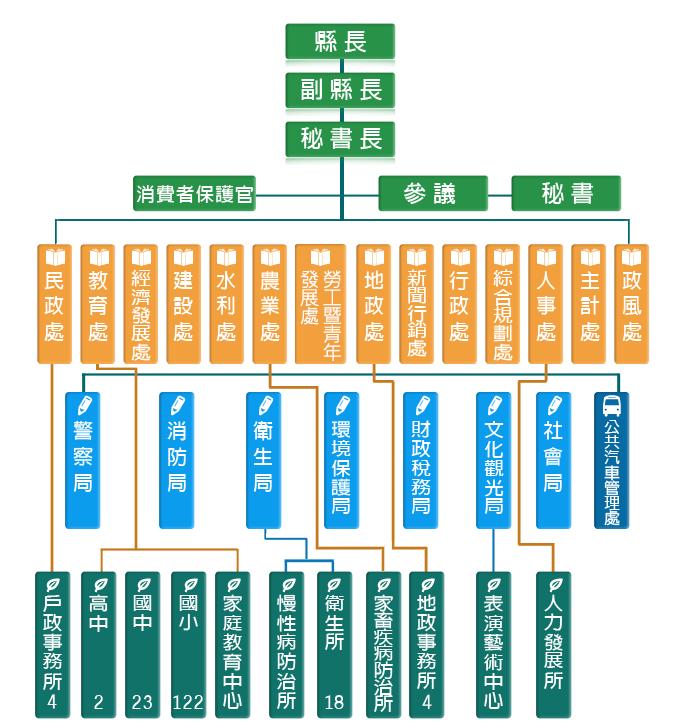 縣長
副縣長
秘書長
消費者保護官
參議
秘書
民政處
教育處
經濟發展處
建設處
水利處
農業處
勞工暨青年
發展處
地政處
新聞行銷處
行政處
綜合規劃處
人事處
主計處
政風處
警察局
消防局
衛生局
環境保護局
財政稅務局
文化觀光局
社會局
公共汽車管理處
戶政事務所
4
高中
2
國中
23
國小
122
家庭教育中心
慢性病防治所
衛生所
18
家畜疾病防治所
地政事務所
4
表演藝術中心
人力發展所